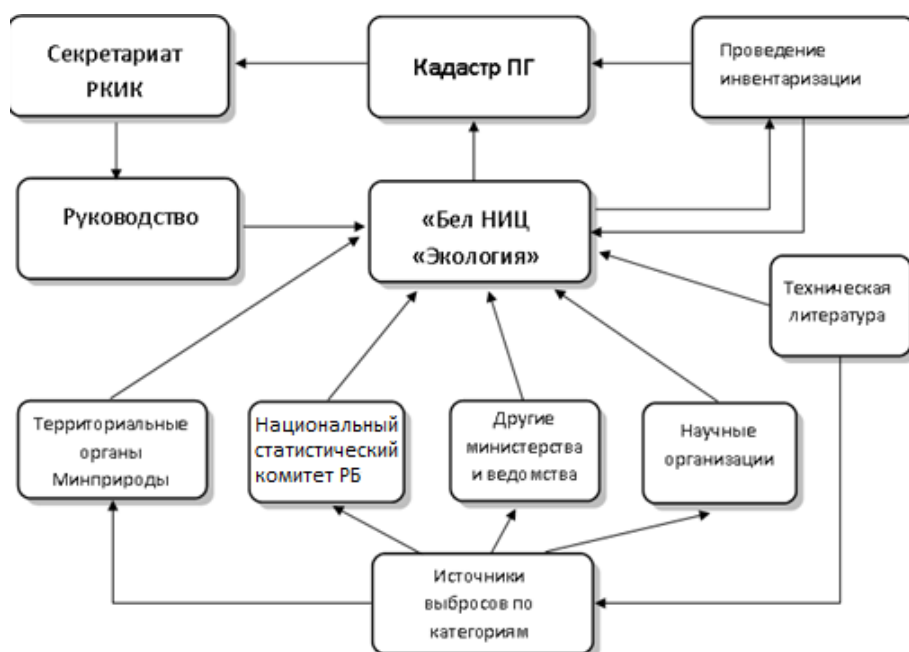 Секретариат
РКИК
Кадастр ПГ
Проведение
инвентаризации
Руководство
«Бел НИЦ
«Экология»
Техническая
литература
Территориальные
органы
Минприроды
Национальный
статистический
комитет РБ
Другие
министерства
и ведомства
Научные
организации
Источники
выбросов по
категориям